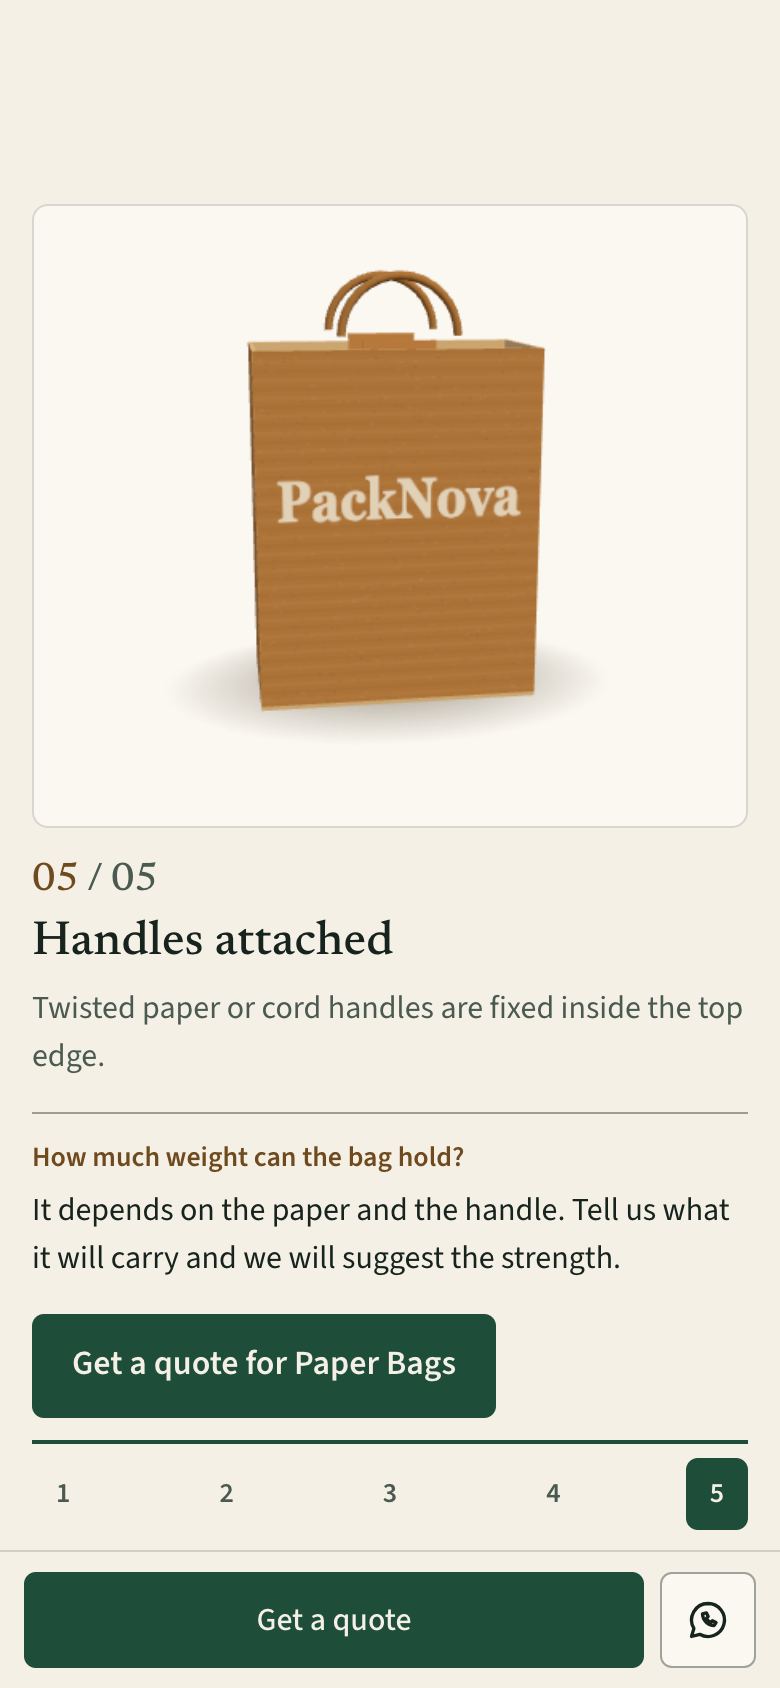 PackNova
05 / 05
Handles attached
Twisted paper or cord handles are fixed inside the top
edge.
How much weight can the bag hold?
It depends on the paper and the handle. Tell us what
it will carry and we will suggest the strength.
Get a quote for Paper Bags
1 2 3 4 5
Get a quote